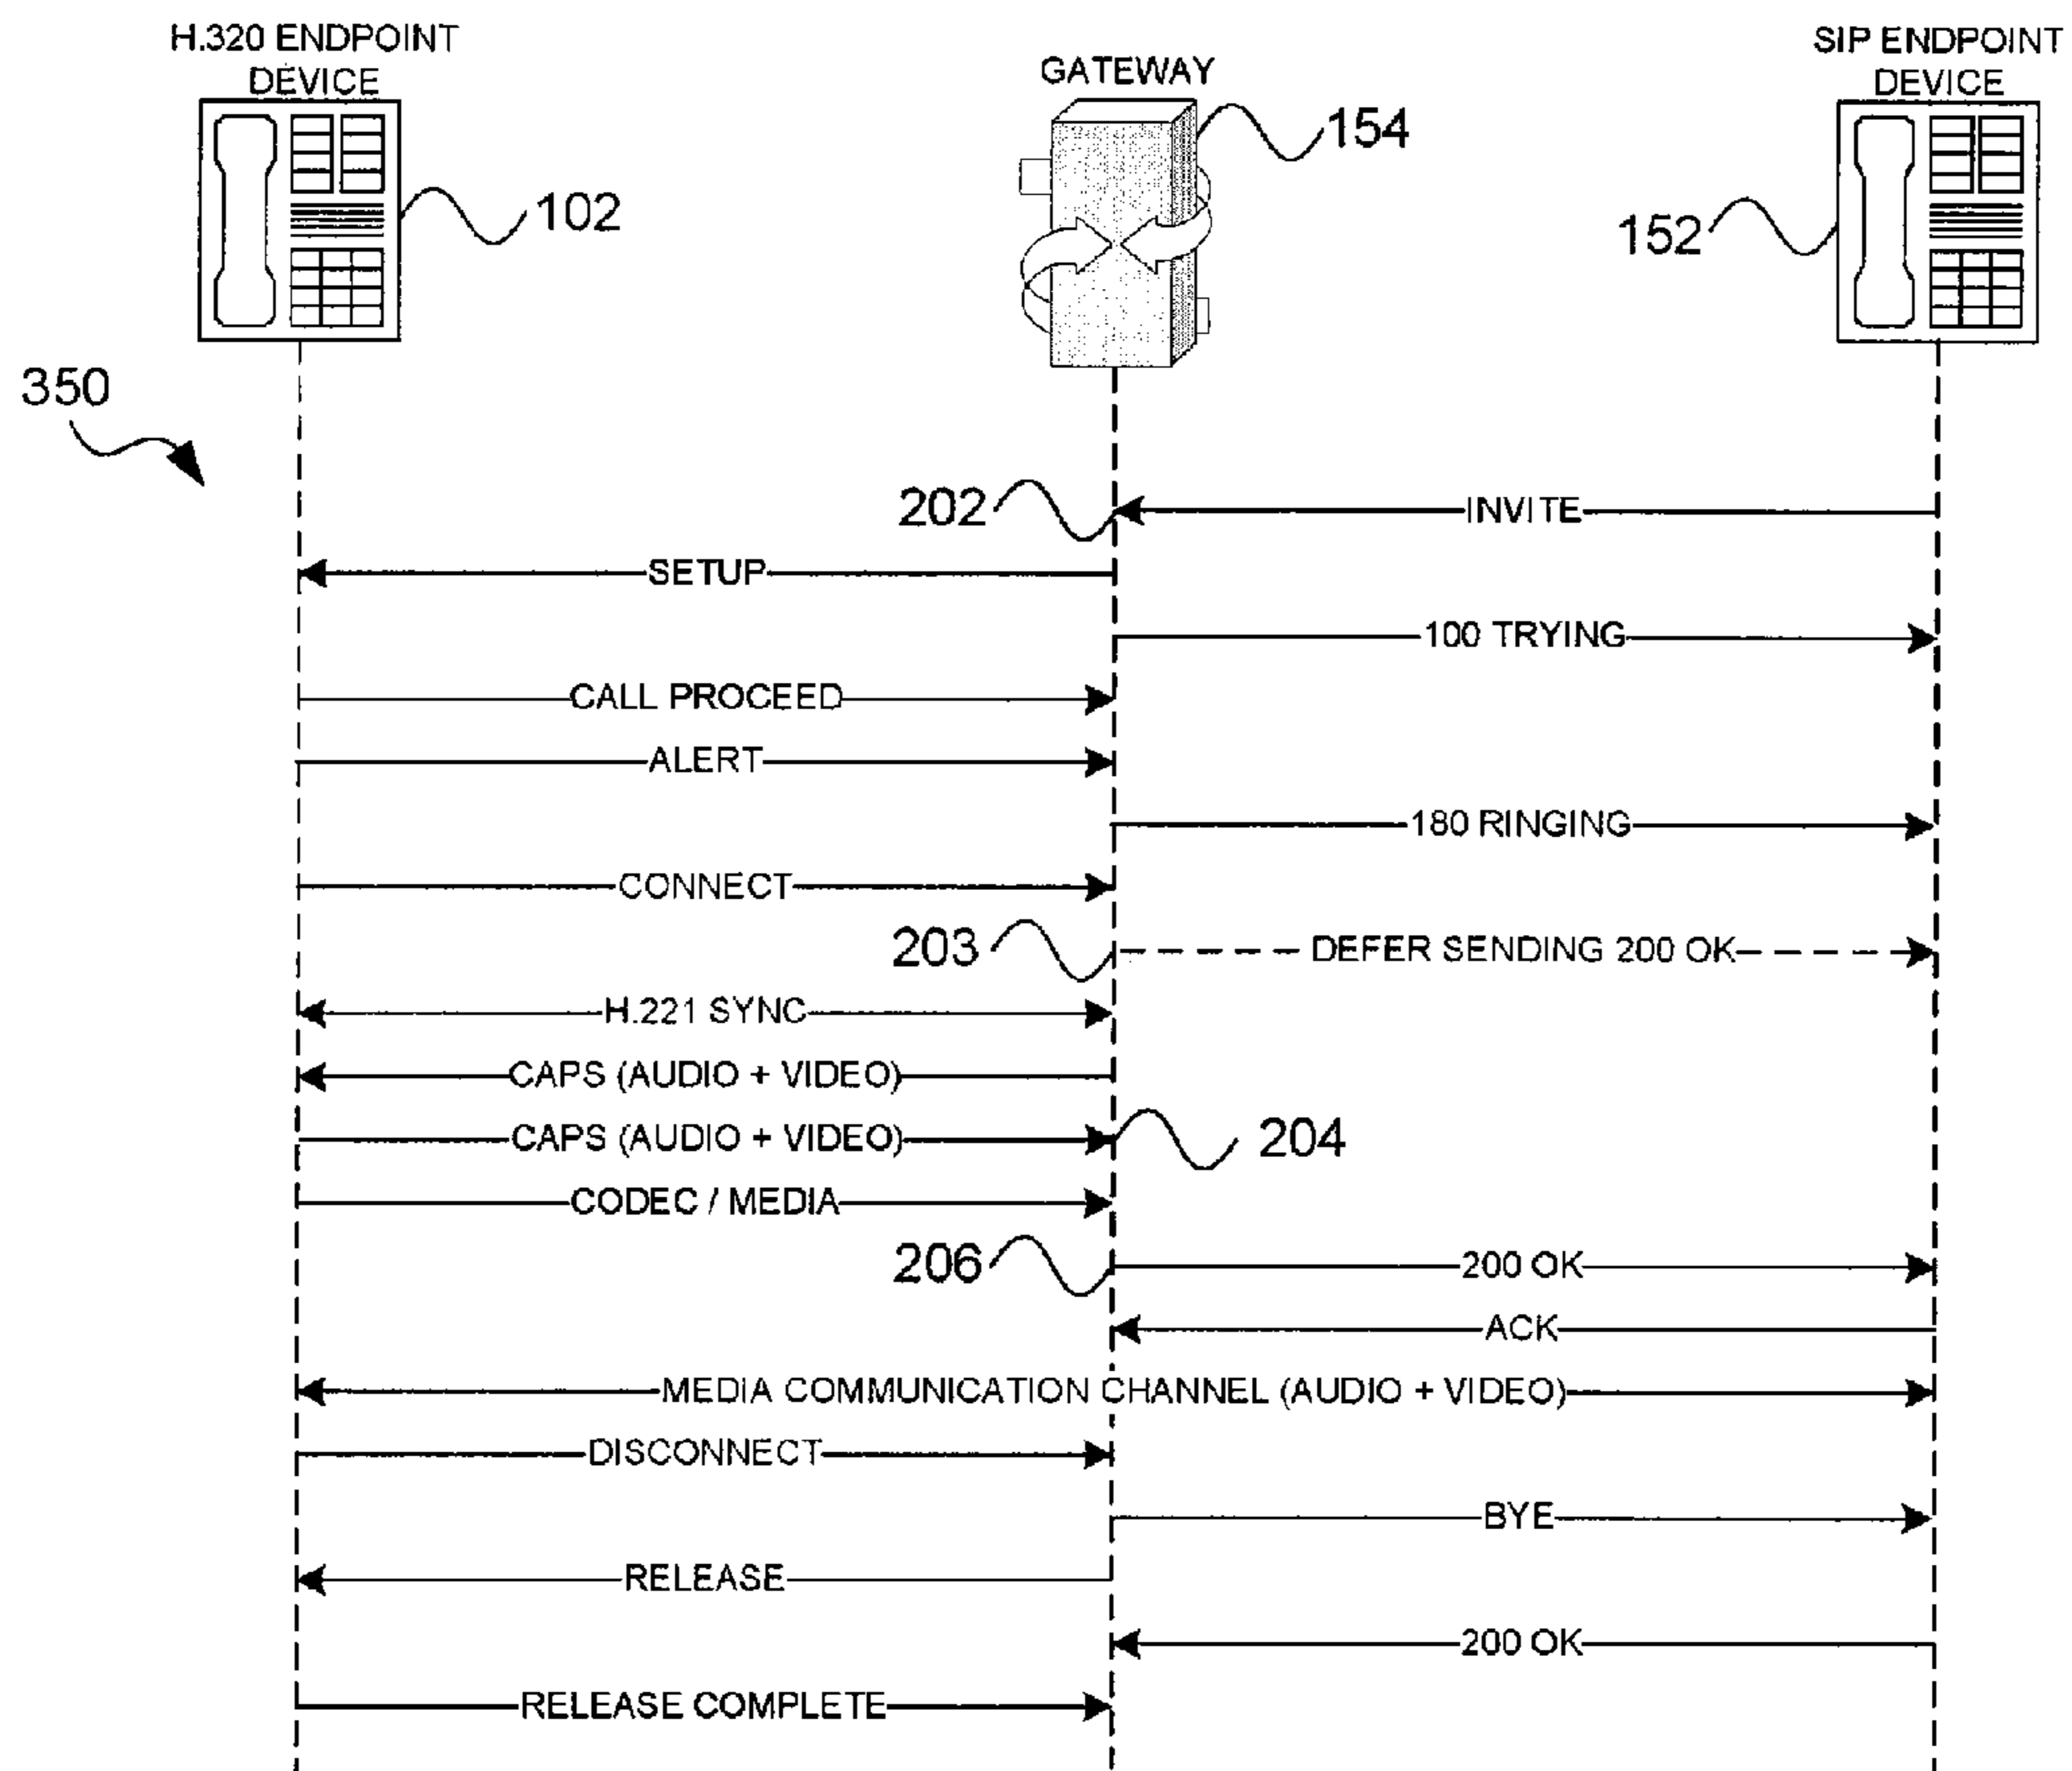 H.320 ENDPOINT
DEVICE
GATEWAY
SIP ENDPOINT
DEVICE
154
102
152
350
202
INVITE
SETUP
100 TRYING
CALL PROCEED
ALERT
180 RINGING
CONNECT
203
DEFER SENDING 200 OK
H.221 SYNC
CAPS (AUDIO + VIDEO)
CAPS (AUDIO + VIDEO)
204
CODEC / MEDIA
206
200 OK
ACK
MEDIA COMMUNICATION CHANNEL (AUDIO + VIDEO)
DISCONNECT
BYE
RELEASE
200 OK
RELEASE COMPLETE